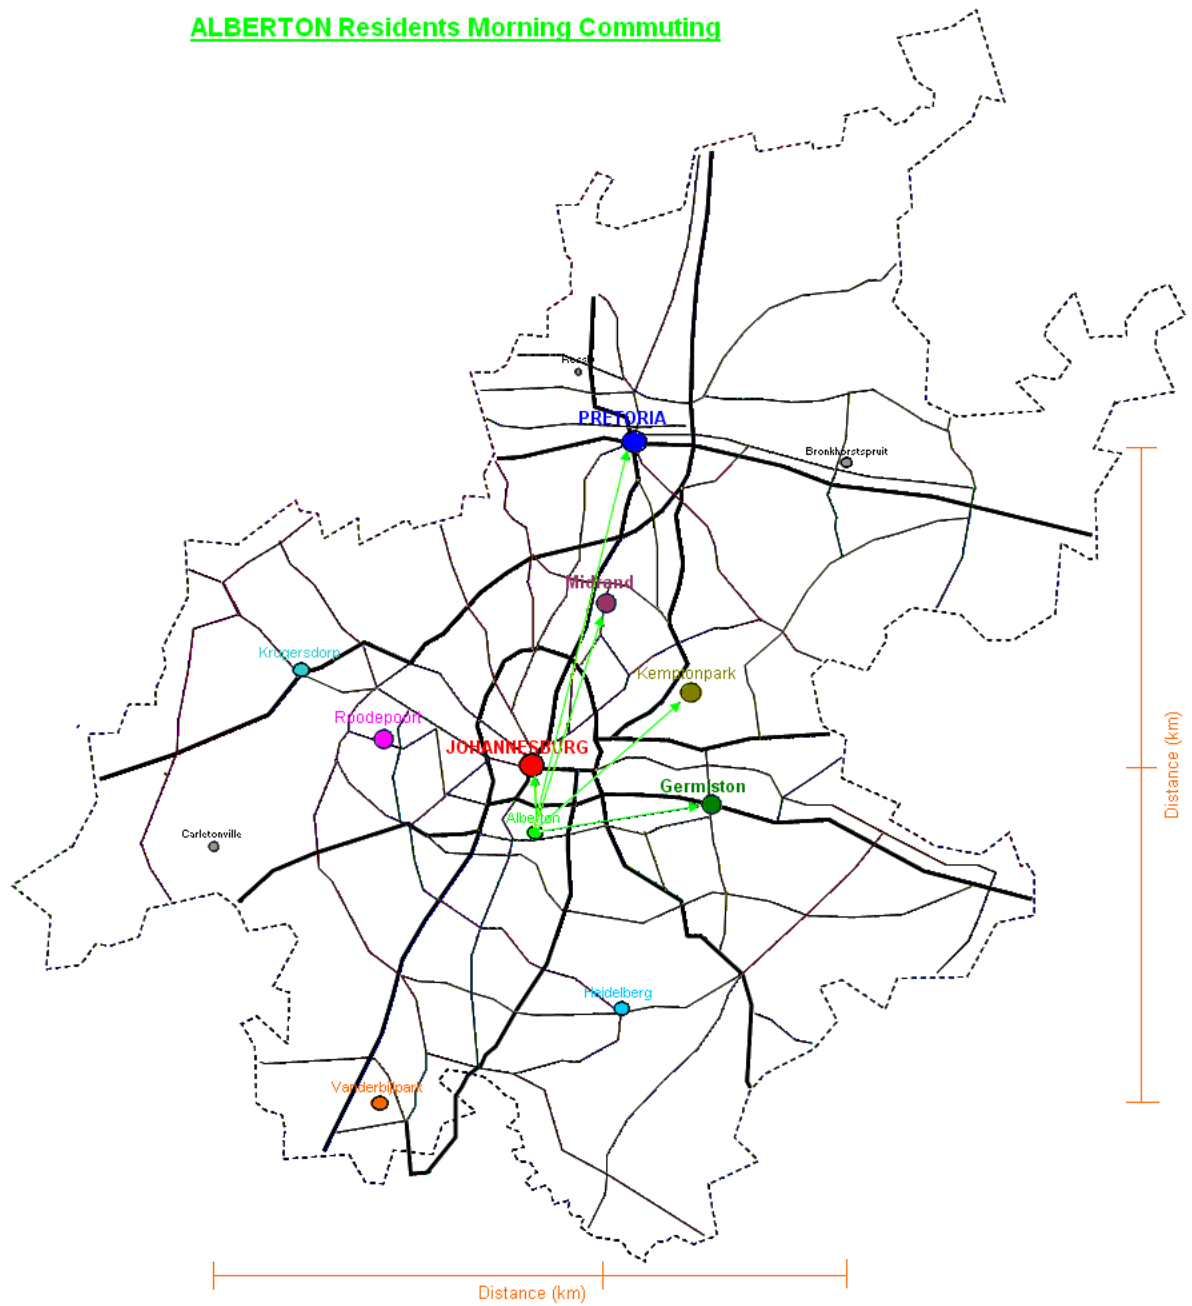 ALBERTON Residents Morning Commuting
PRETORIA
Bronkhorstspruit
Midrand
Krugersdorp
Kemptonpark
Roodepoort
JOHANNESBURG
Germiston
Alberton
Carletonville
Heidelberg
Vanderbijlpark
Distance (km)
Distance (km)